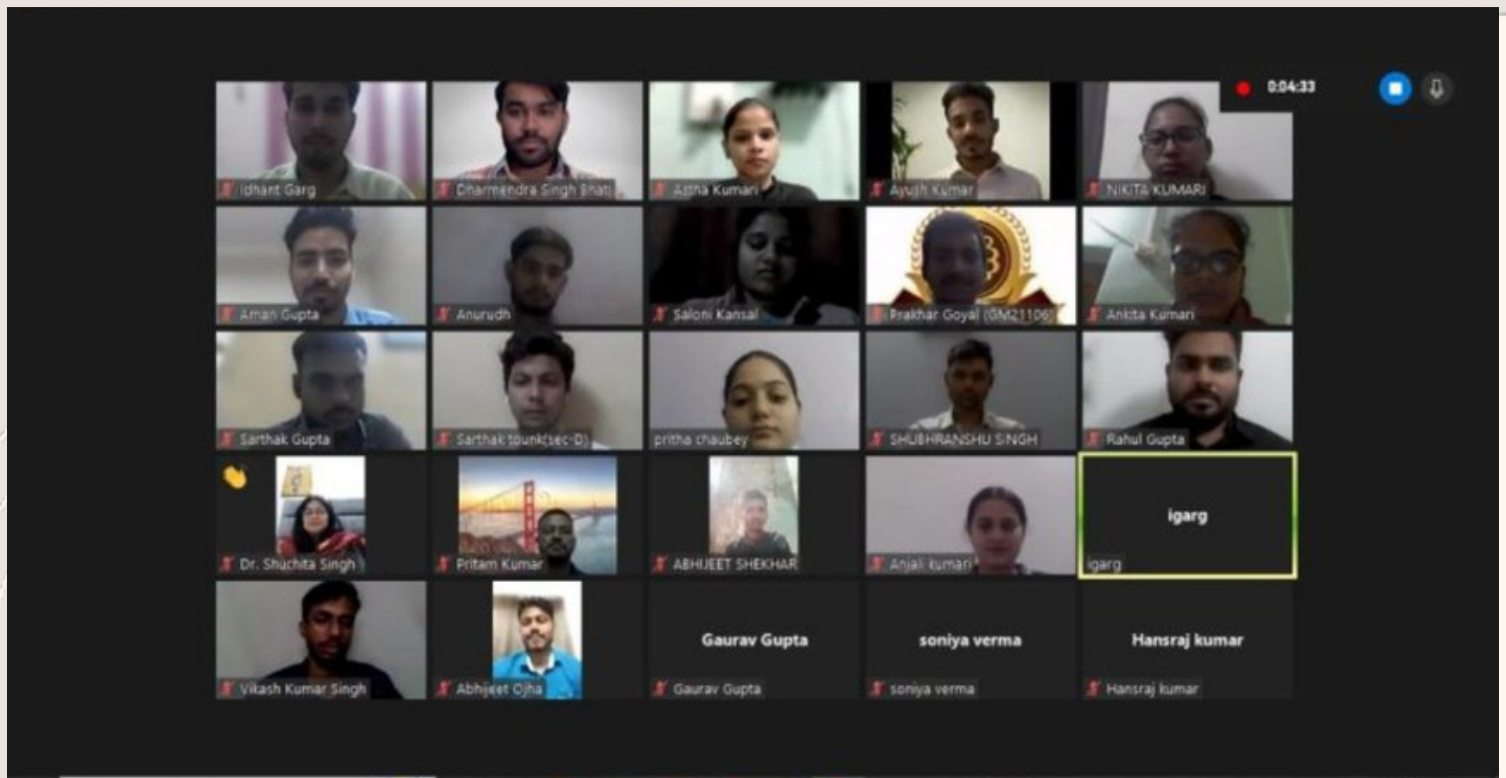 0:04:33
Idhant Garg
Dharmendra Singh Bhati
Astha Kumari
Ayush Kumar
NIKITA KUMARI
Aman Gupta
Anurudh
Saloni Kansal
Prakhar Goyal (GM21106)
Ankita Kumari
Sarthak Gupta
Sarthak tounk(sec-D)
pritha chaubey
SHUBHRANSHU SINGH
Rahul Gupta
Dr. Shuchita Singh
Pritam Kumar
ABHIJEET SHEKHAR
Anjali kumari
igarg
igarg
Vikash Kumar Singh
Abhijeet Ojha
Gaurav Gupta
Gaurav Gupta
soniya verma
soniya verma
Hansraj kumar
Hansraj kumar